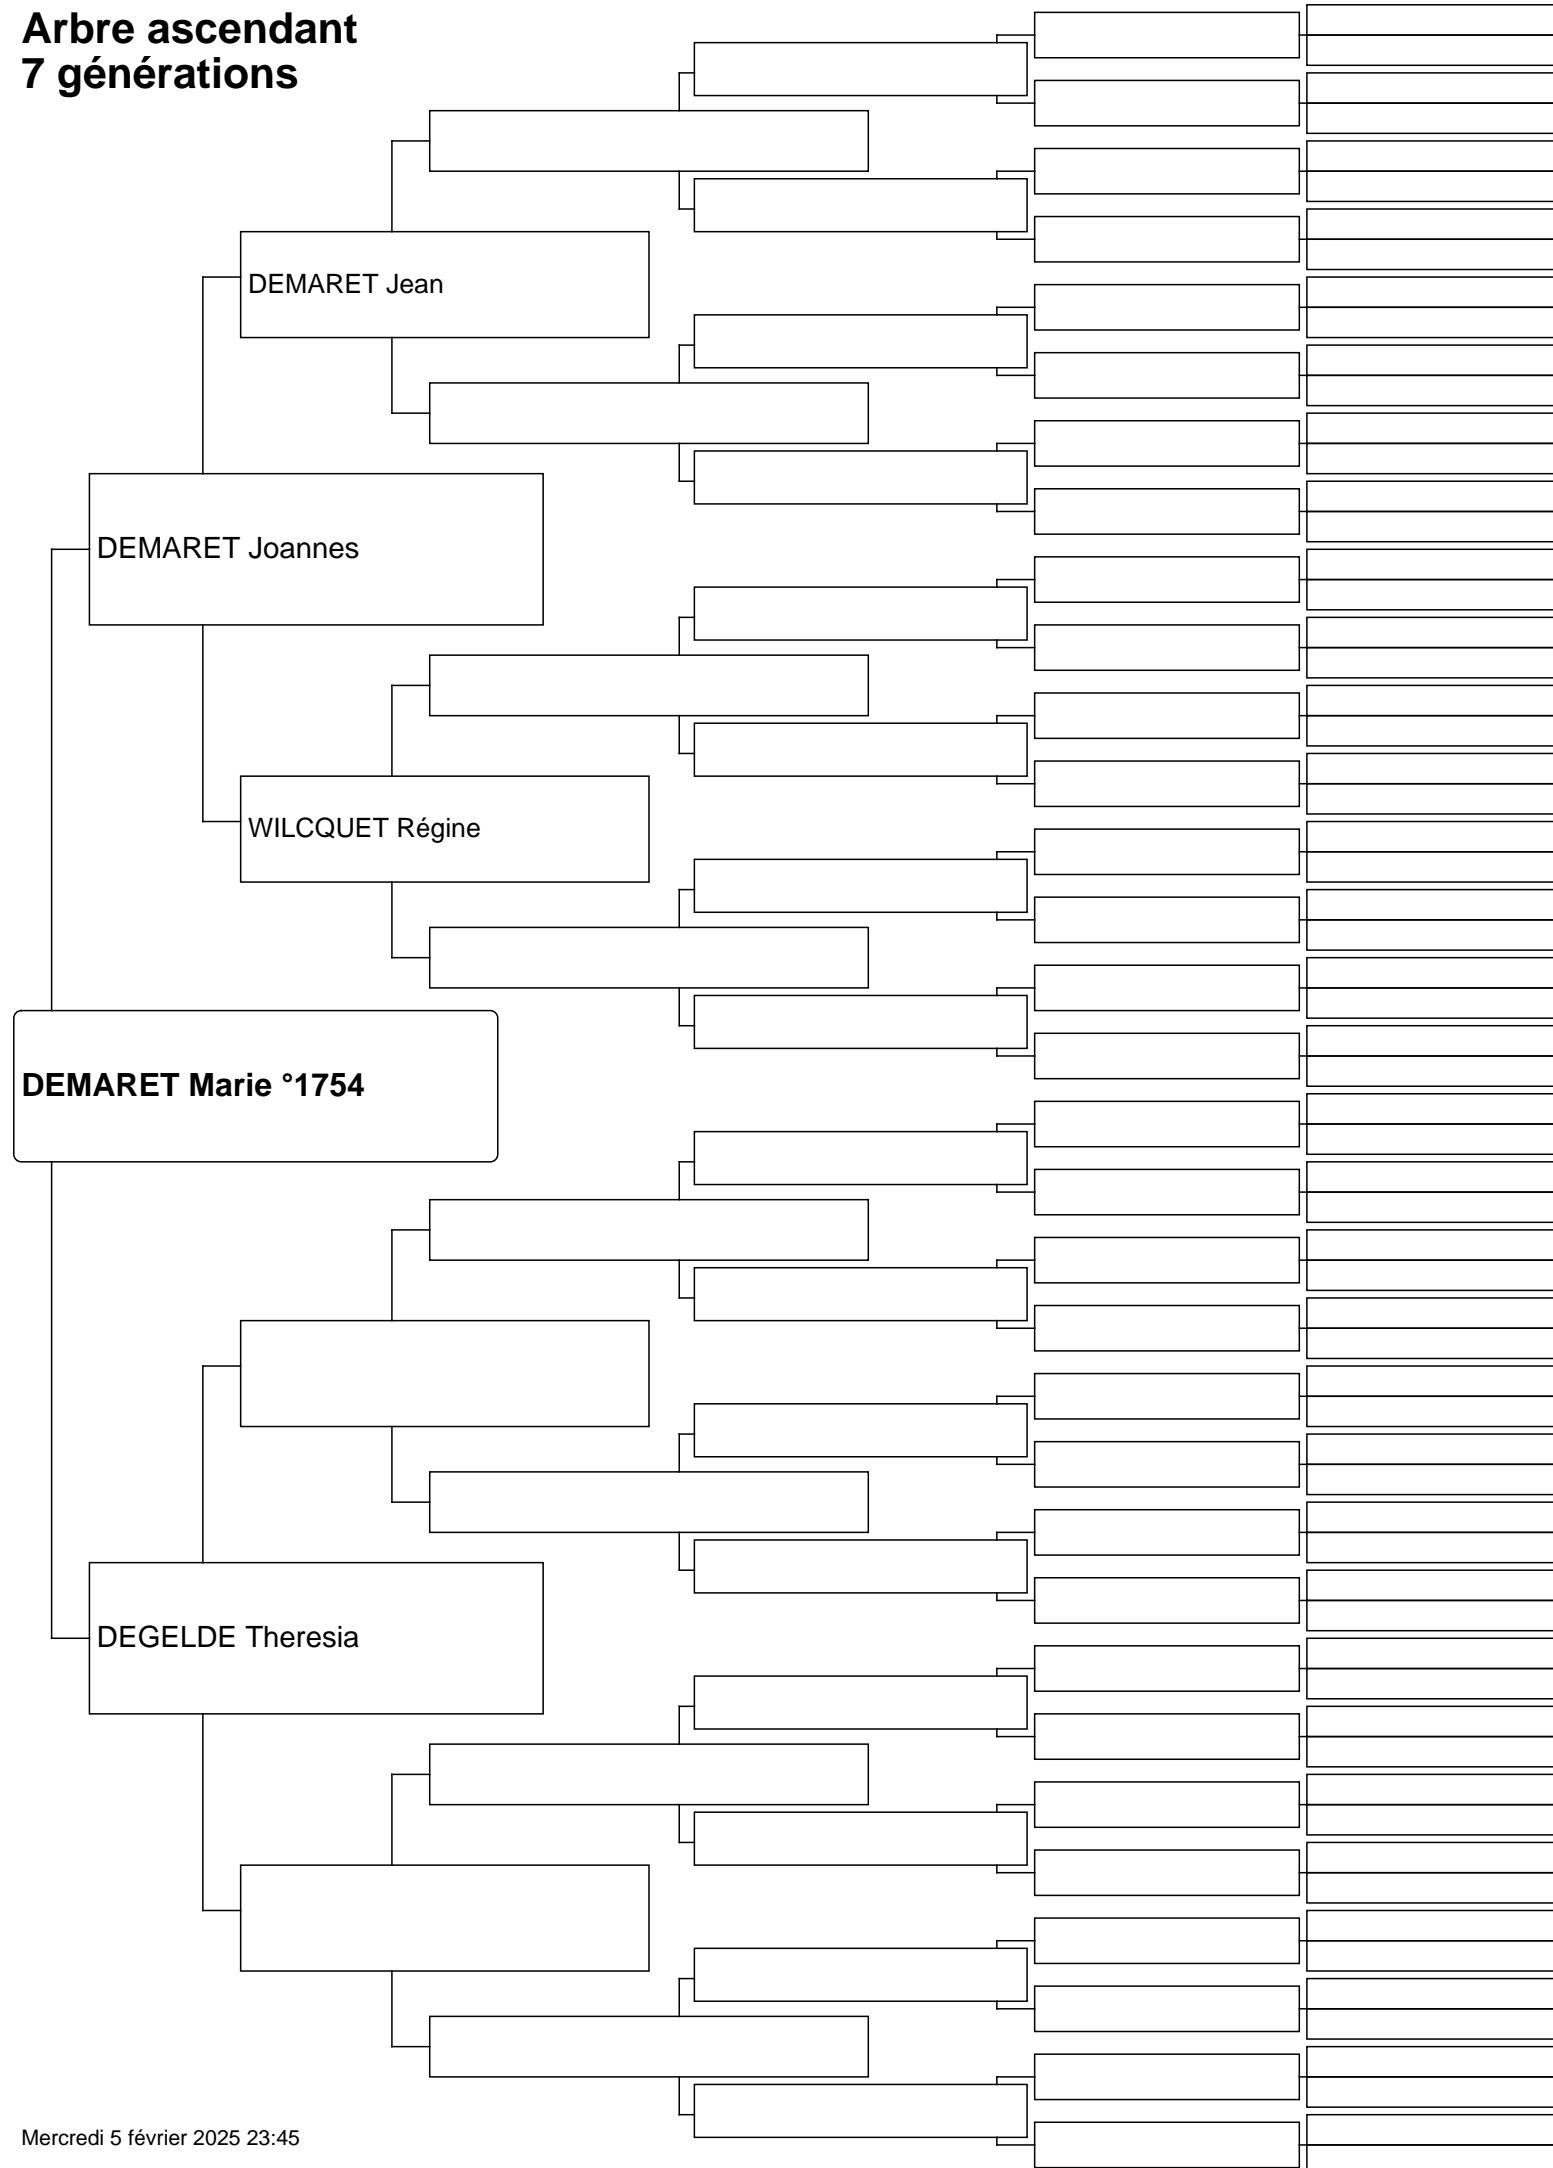 Arbre ascendant
7 générations
DEMARET Jean
DEMARET Joannes
WILCQUET Régine
DEMARET Marie °1754
DEGELDE Theresia
Mercredi 5 février 2025 23:45